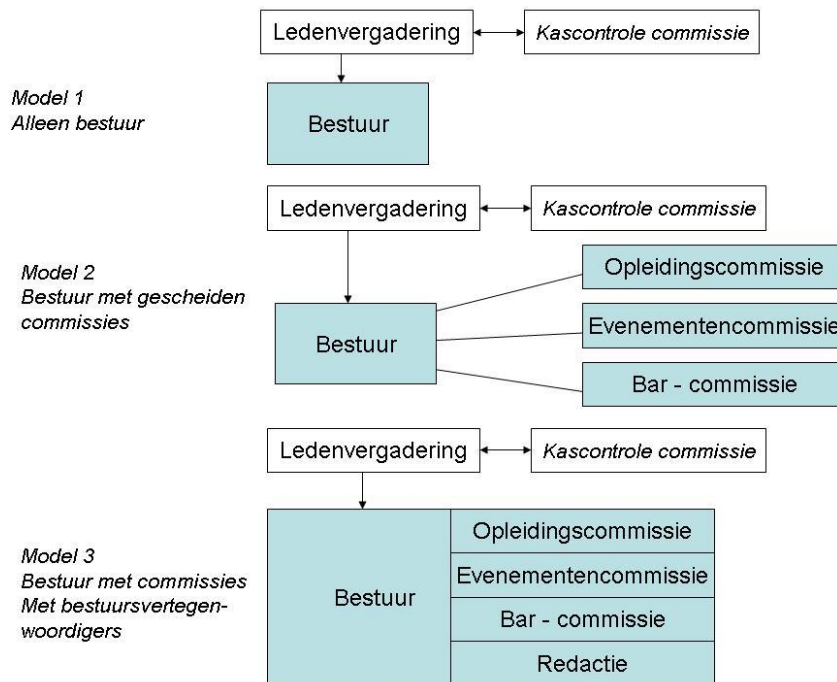 Ledenvergadering
Kascontrole commissie
Model 1
Alleen bestuur
Bestuur
Ledenvergadering
Kascontrole commissie
Model 2
Bestuur met gescheiden
commissies
Bestuur
Opleidingscommissie
Evenementencommissie
Bar - commissie
Ledenvergadering
Kascontrole commissie
Model 3
Bestuur met commissies
Met bestuursvertegen-
woordigers
Bestuur
Opleidingscommissie
Evenementencommissie
Bar - commissie
Redactie